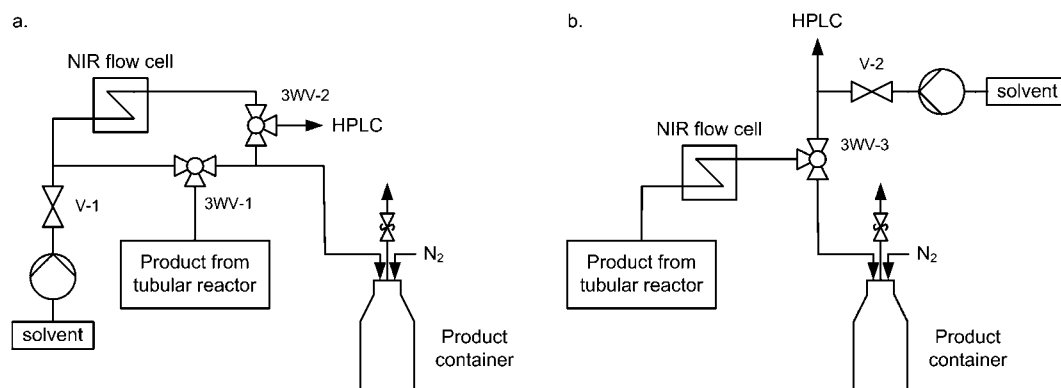 a.
NIR flow cell
3WV-2
HPLC
V-1
3WV-1
Product from
tubular reactor
N₂
solvent
Product
container
b.
HPLC
V-2
solvent
NIR flow cell
3WV-3
Product from
tubular reactor
N₂
Product
container